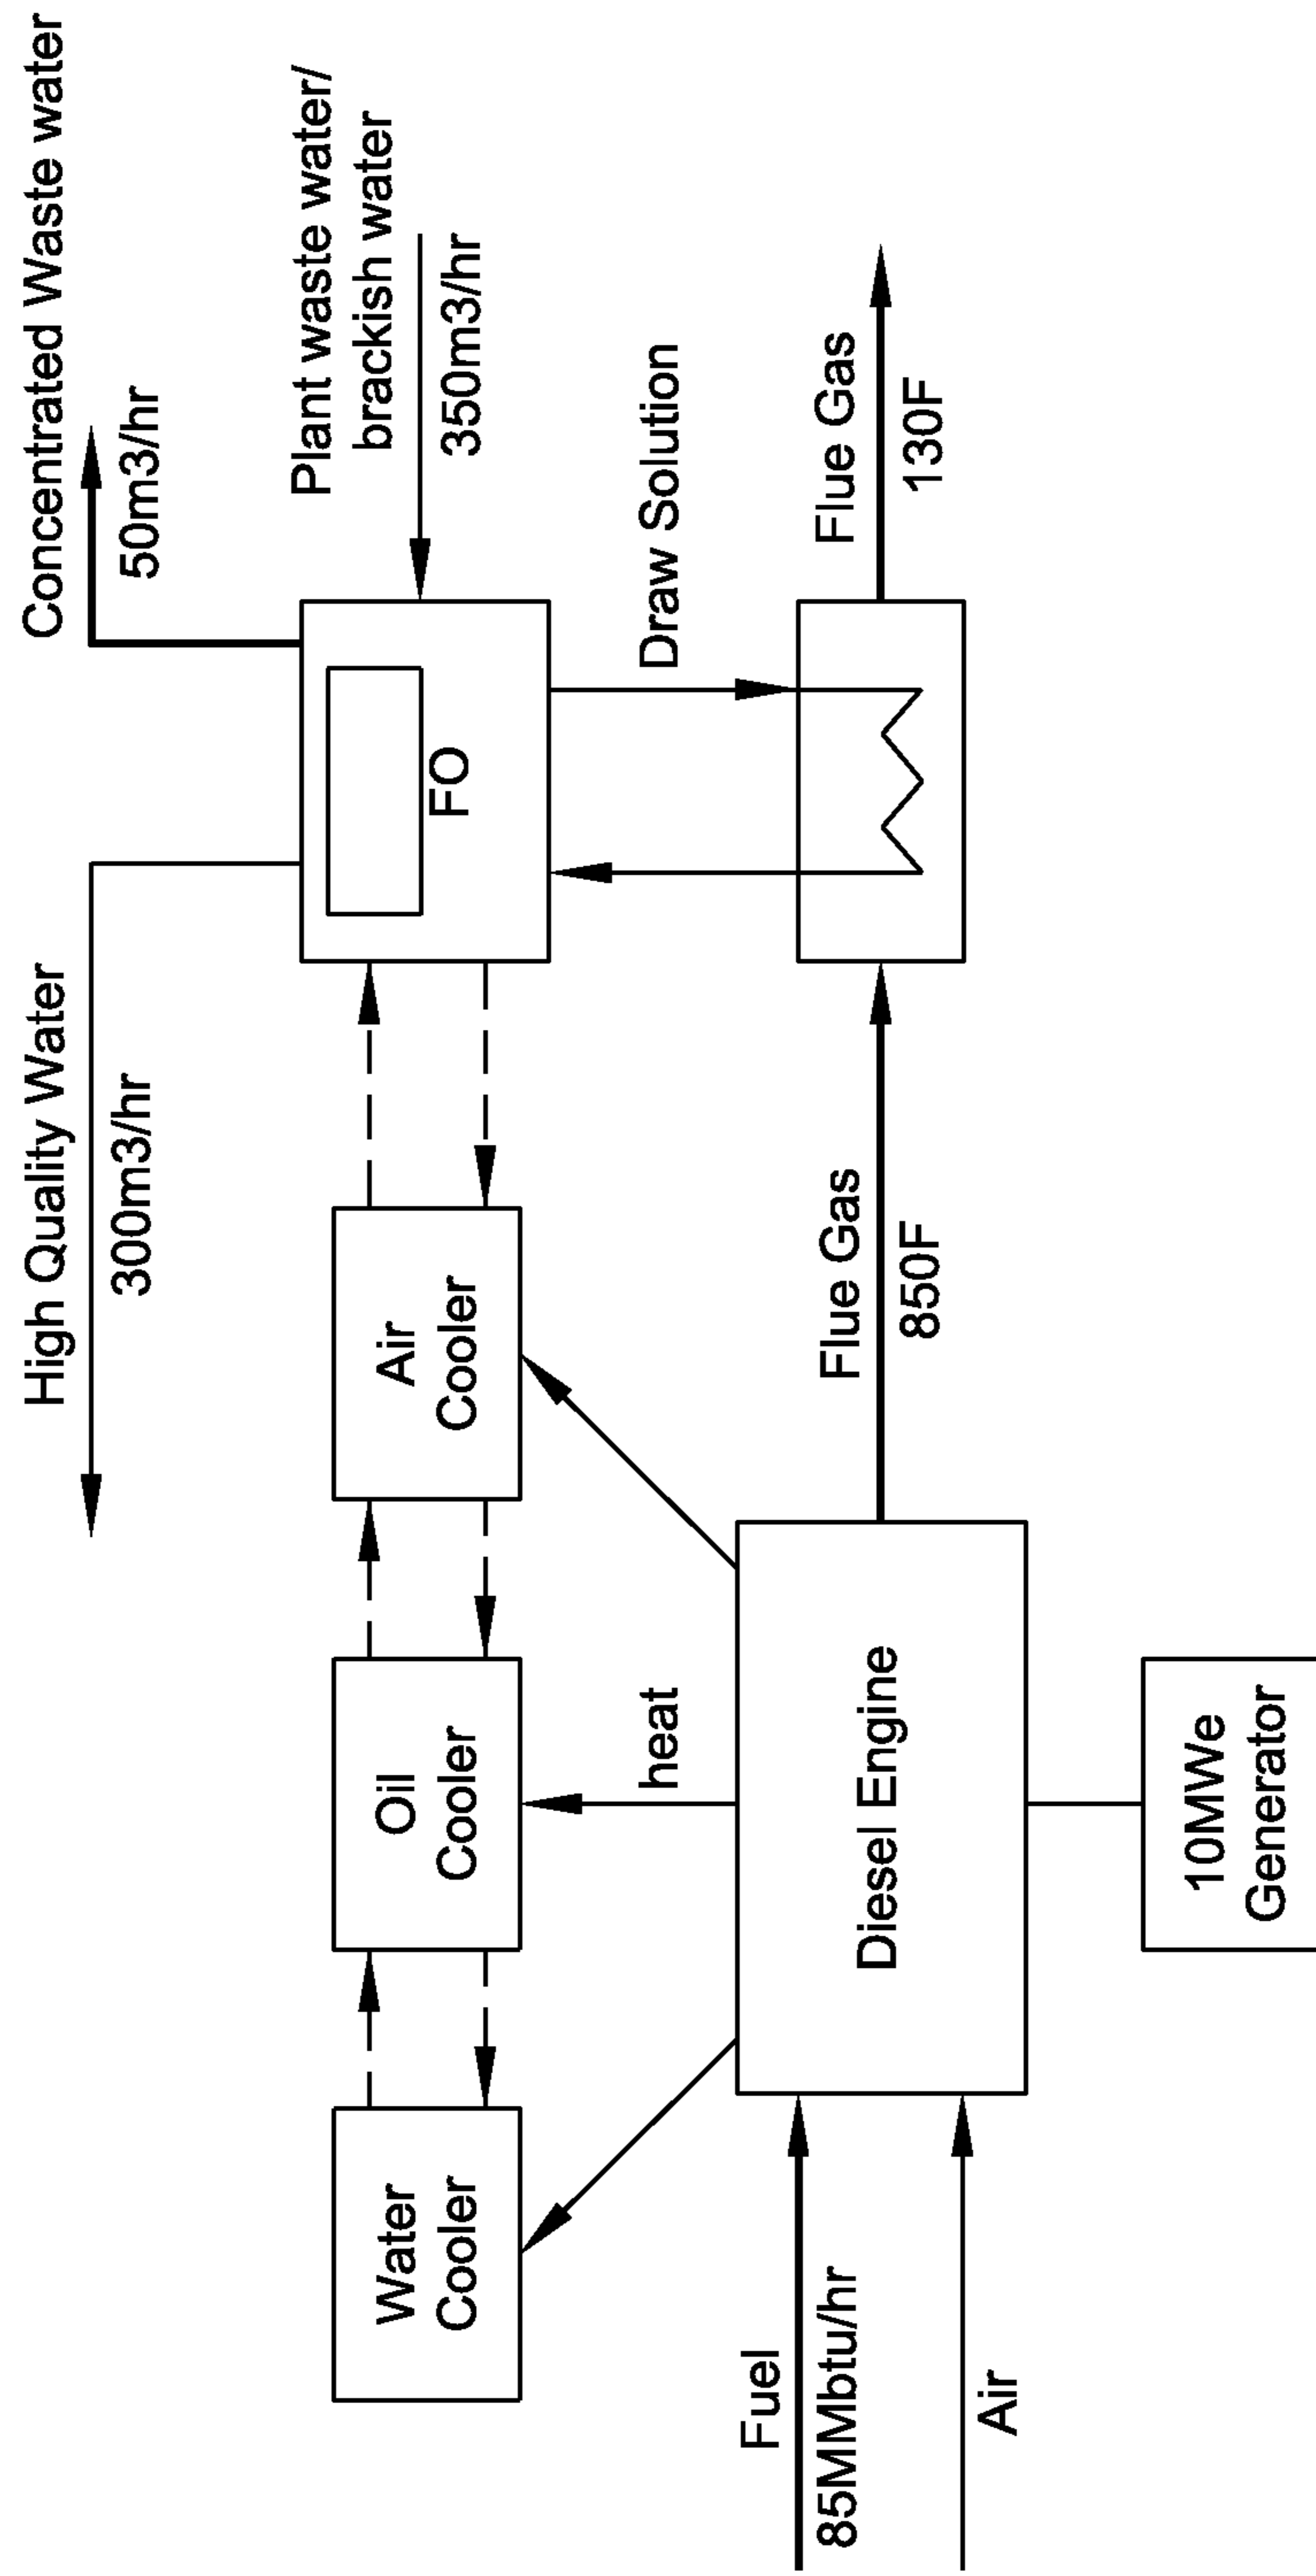 High Quality Water
300m3/hr
Concentrated Waste water
50m3/hr
Plant waste water/
brackish water
350m3/hr
Water
Cooler
Oil
Cooler
Air
Cooler
FO
heat
Draw Solution
Fuel
85MMbtu/hr
Air
Diesel Engine
Flue Gas
850F
Flue Gas
130F
10MWe
Generator